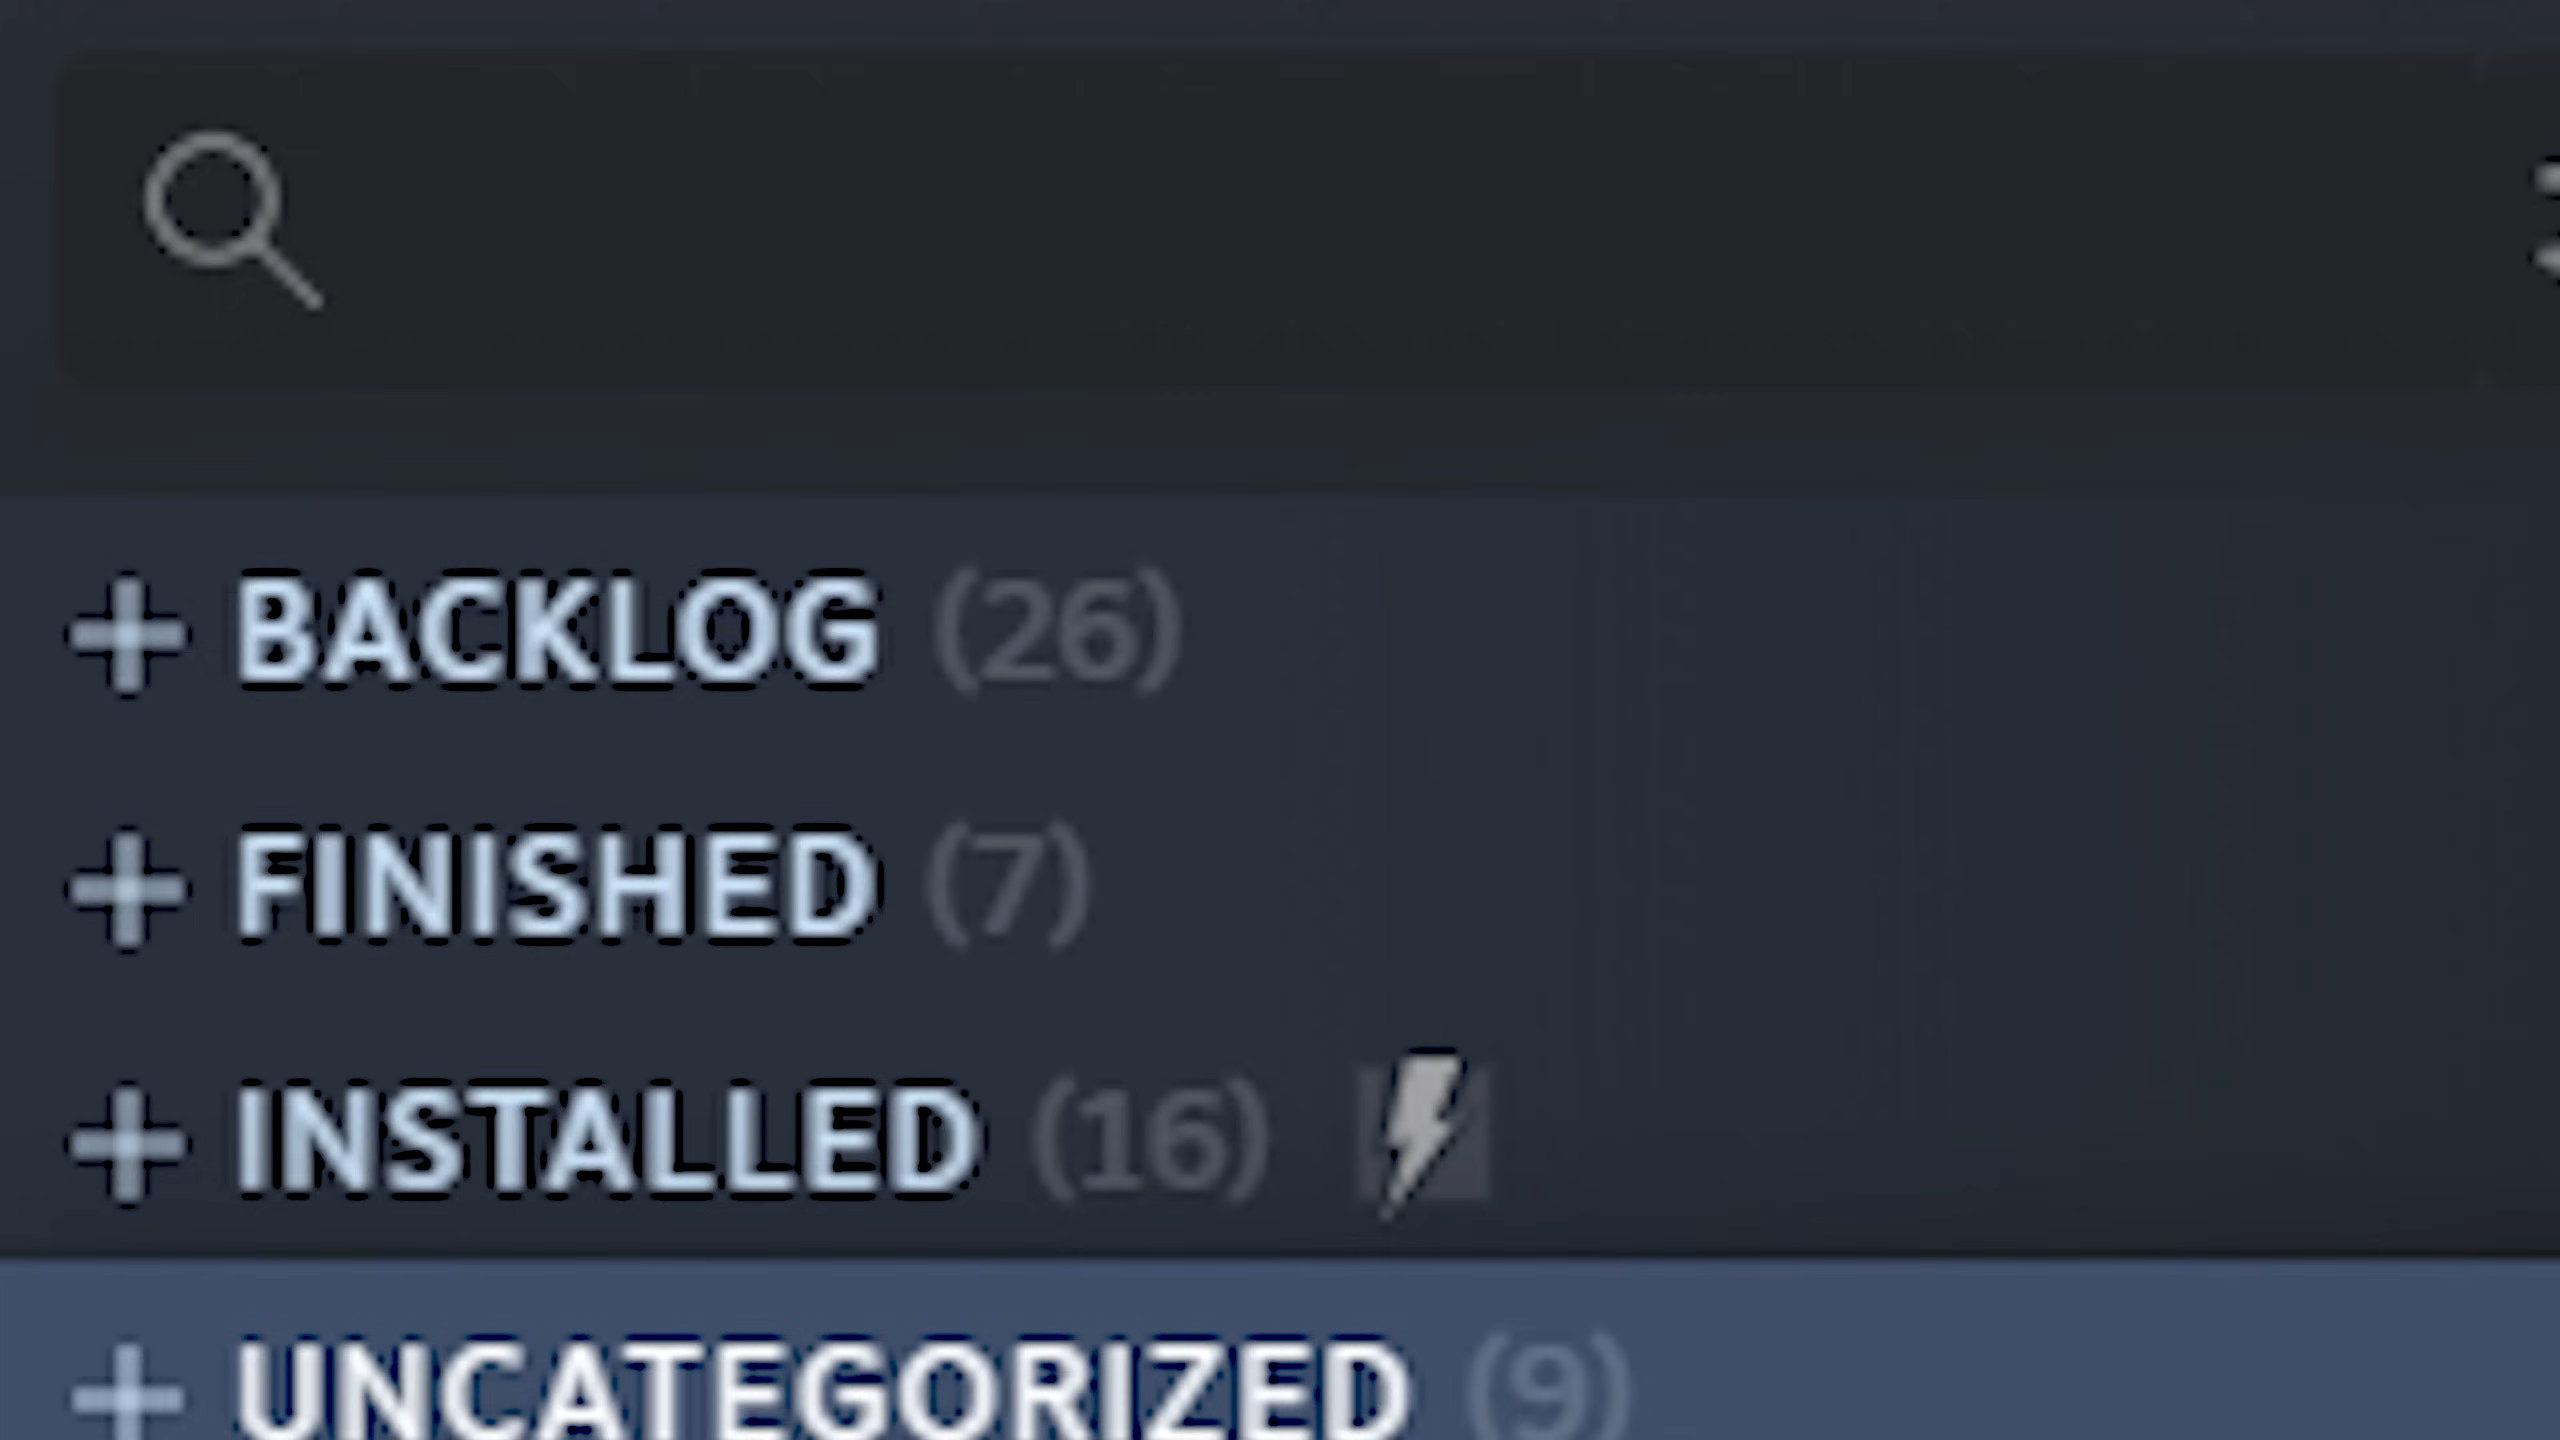 BACKLOG (26)
FINISHED (7)
INSTALLED (16)
UNCATEGORIZED (9)